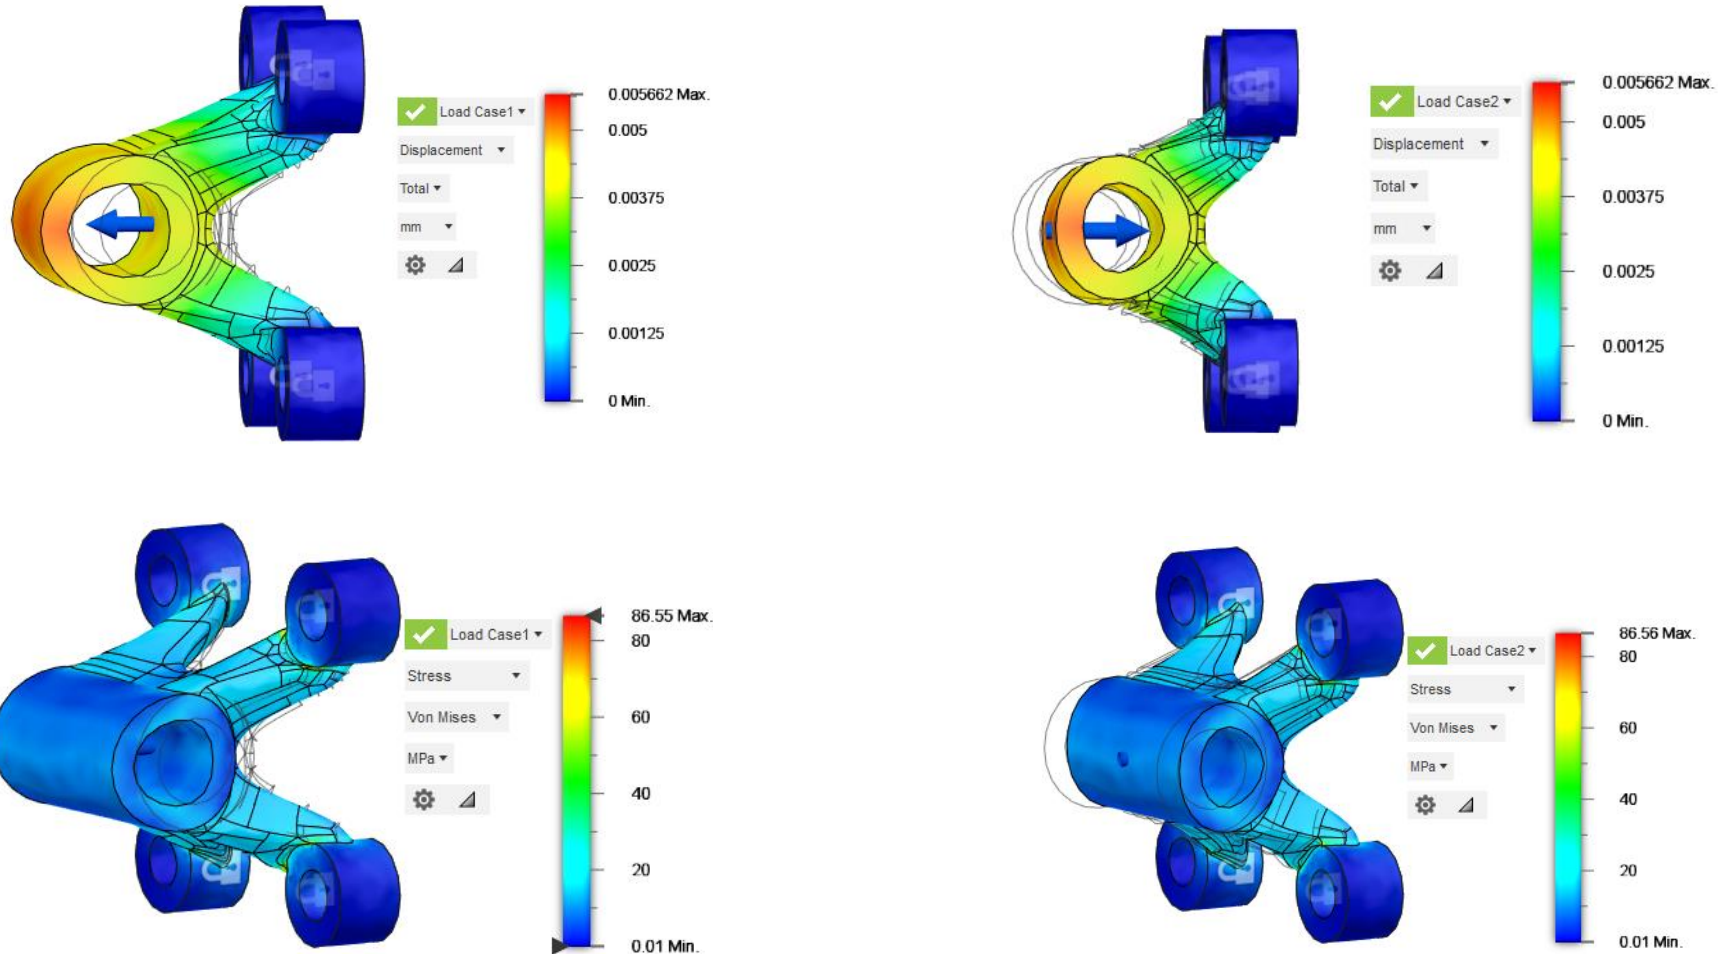 Load Case1
Displacement
Total
mm
0.005662 Max.
0.005
0.00375
0.0025
0.00125
0 Min.
Load Case2
Displacement
Total
mm
0.005662 Max.
0.005
0.00375
0.0025
0.00125
0 Min.
Load Case1
Stress
Von Mises
MPa
86.55 Max.
80
60
40
20
0.01 Min.
Load Case2
Stress
Von Mises
MPa
86.56 Max.
80
60
40
20
0.01 Min.